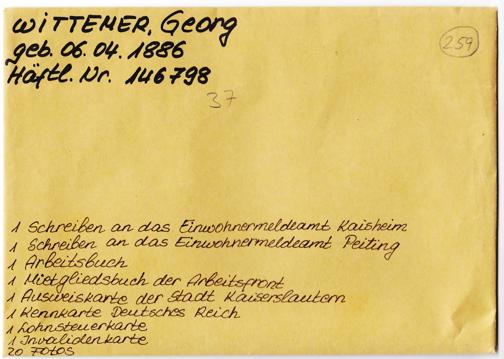 WITTEMER, Georg
geb. 06.04.1886
Häftl. Nr. 146798
259
37
1 Schreiben an das Einwohnermeldeamt Kaisheim
1 Schreiben an das Einwohnermeldeamt Peiting
1 Arbeitsbuch
1 Mietgliedsbuch der Arbeitsfront
1 Ausweiskarte der Stadt Kaiserslautern
1 Kennkarte Deutsches Reich
1 Lohnsteuerkarte
1 Invalidenkarte
20 FOTOS